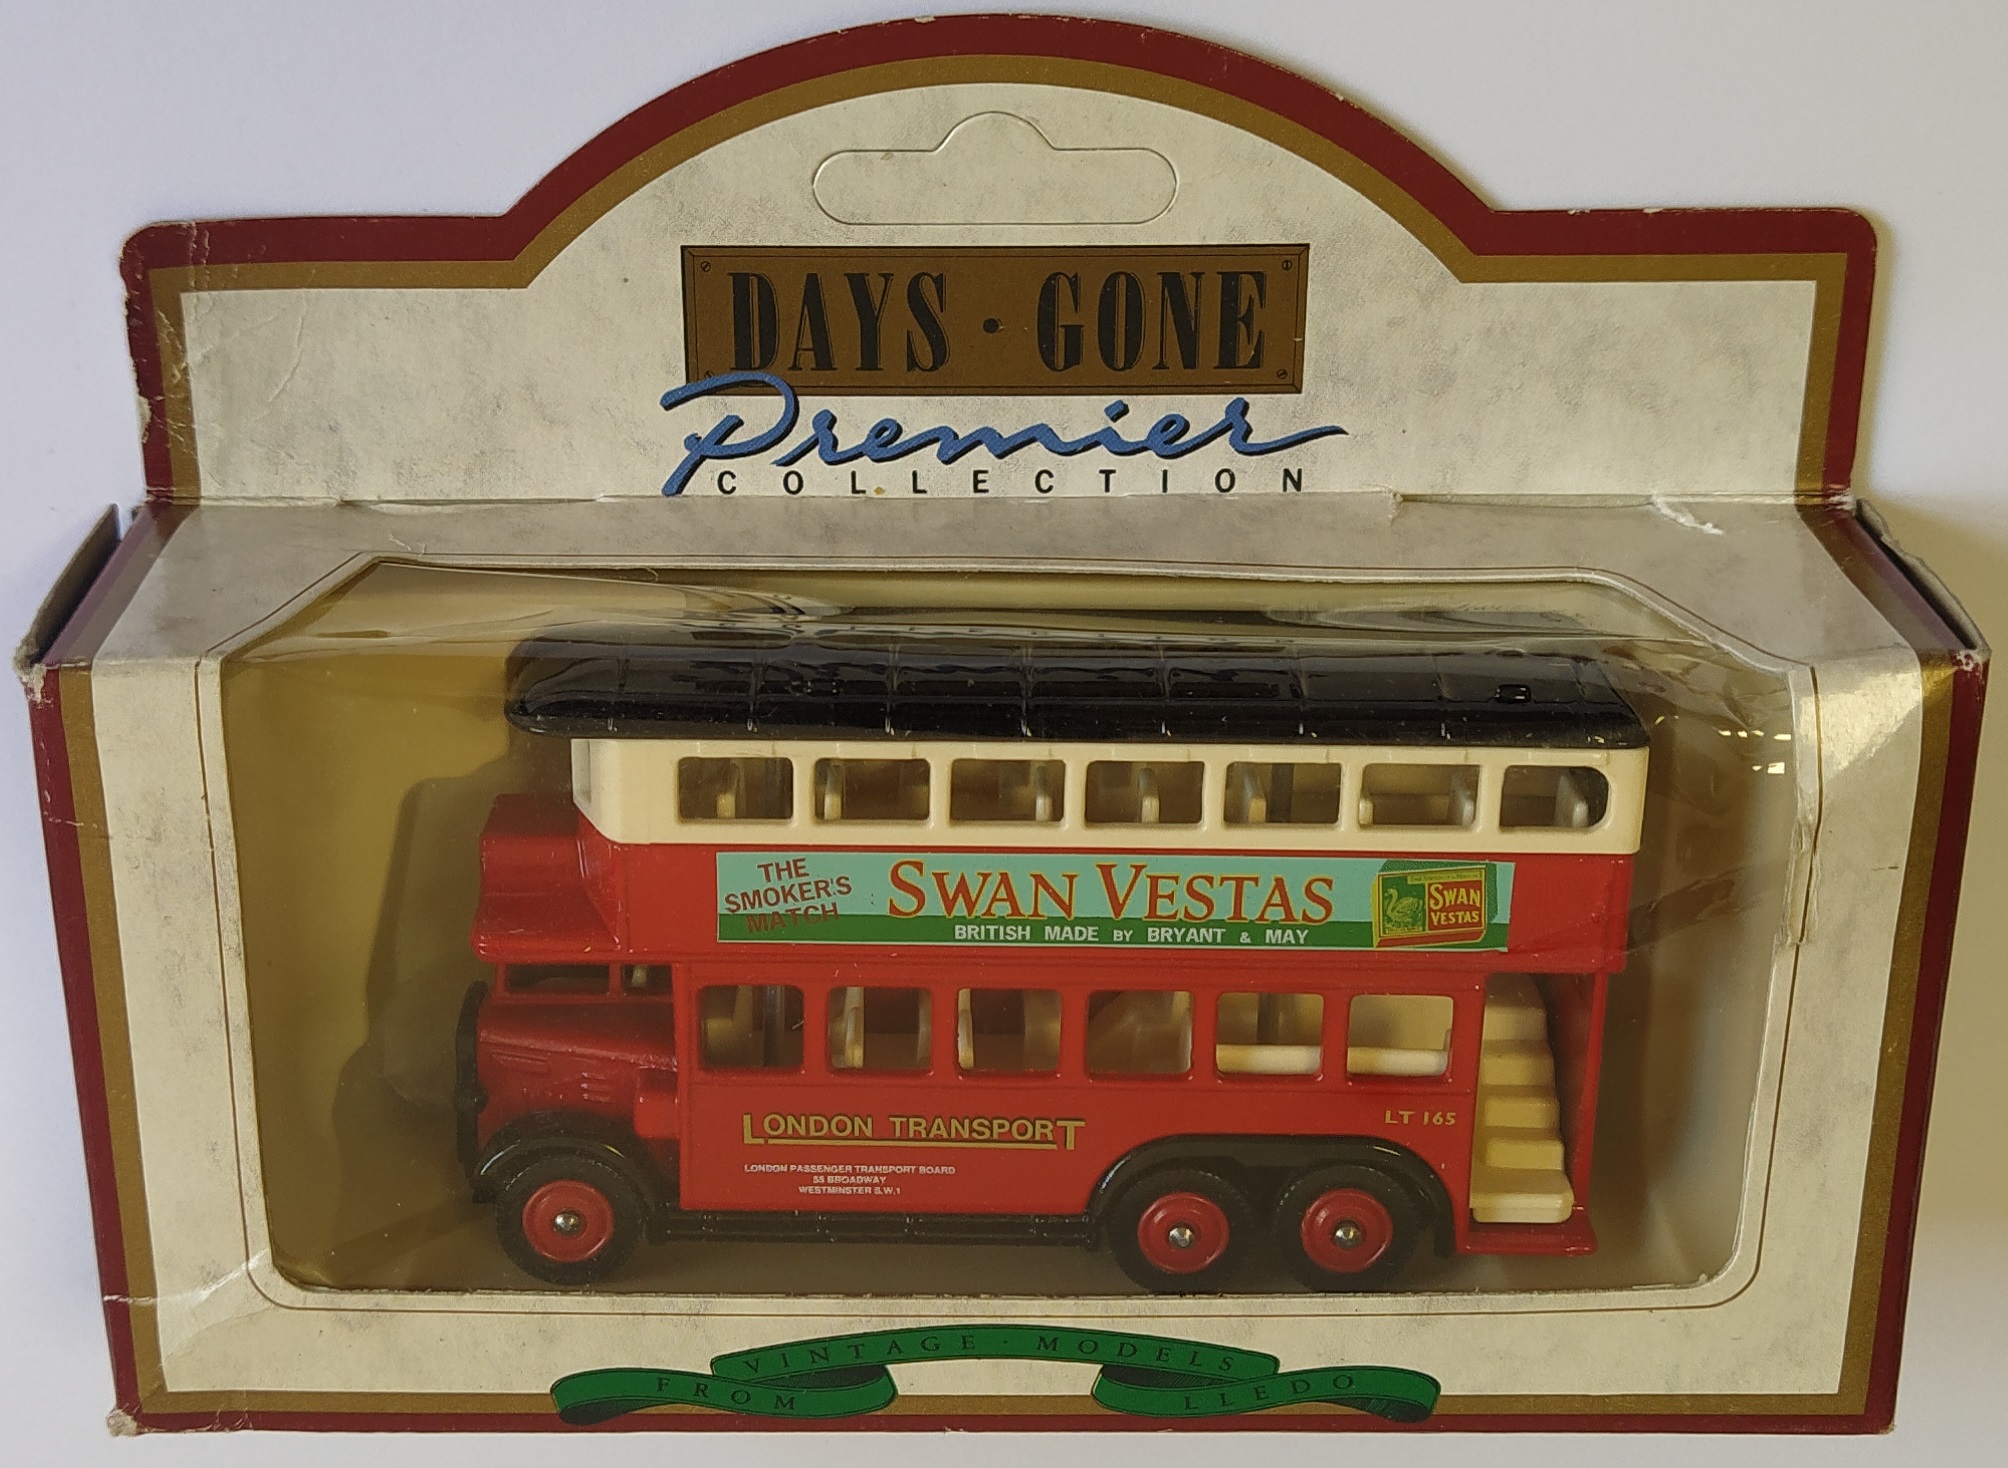 DAYS · GONE
Premier
COLLECTION
THE
SMOKER'S
MATCH
SWAN VESTAS
BRITISH MADE BY BRYANT & MAY
SWAN
VESTAS
LONDON TRANSPORT
LONDON PASSENGER TRANSPORT BOARD
55 BROADWAY
WESTMINSTER S.W.1
LT 165
VINTAGE · MODELS
FROM LLEDO